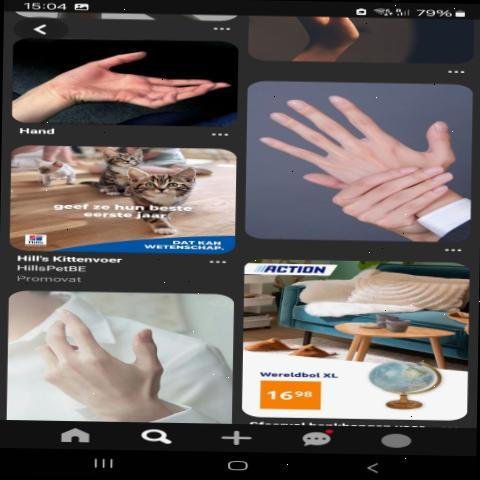 15:04
79%
Hand
geef ze hun beste
eerste jaar.
Hill's
DAT KAN
WETENSCHAP.
Hill's Kittenvoer
HillsPetBE
Promovat
ACTION
Wereldbol XL
16 98